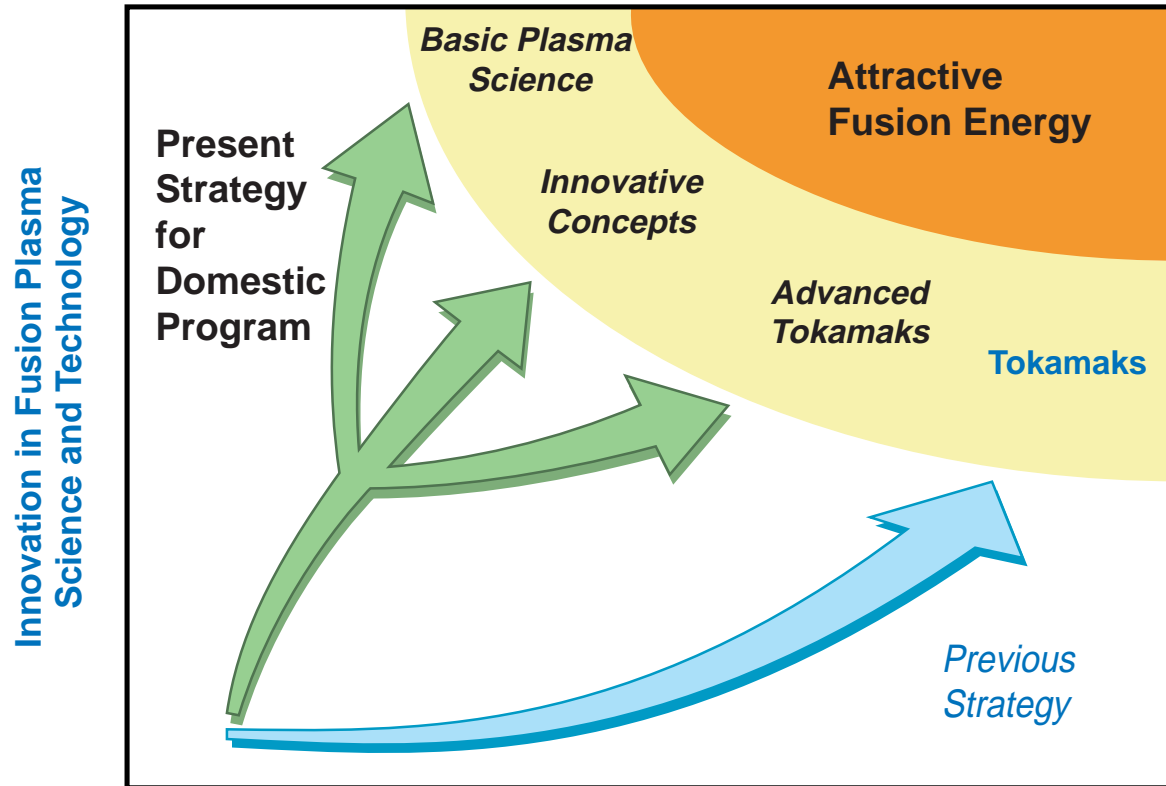 Innovation in Fusion Plasma
Science and Technology
Present
Strategy
for
Domestic
Program
Basic Plasma
Science
Attractive
Fusion Energy
Innovative
Concepts
Advanced
Tokamaks
Tokamaks
Previous
Strategy